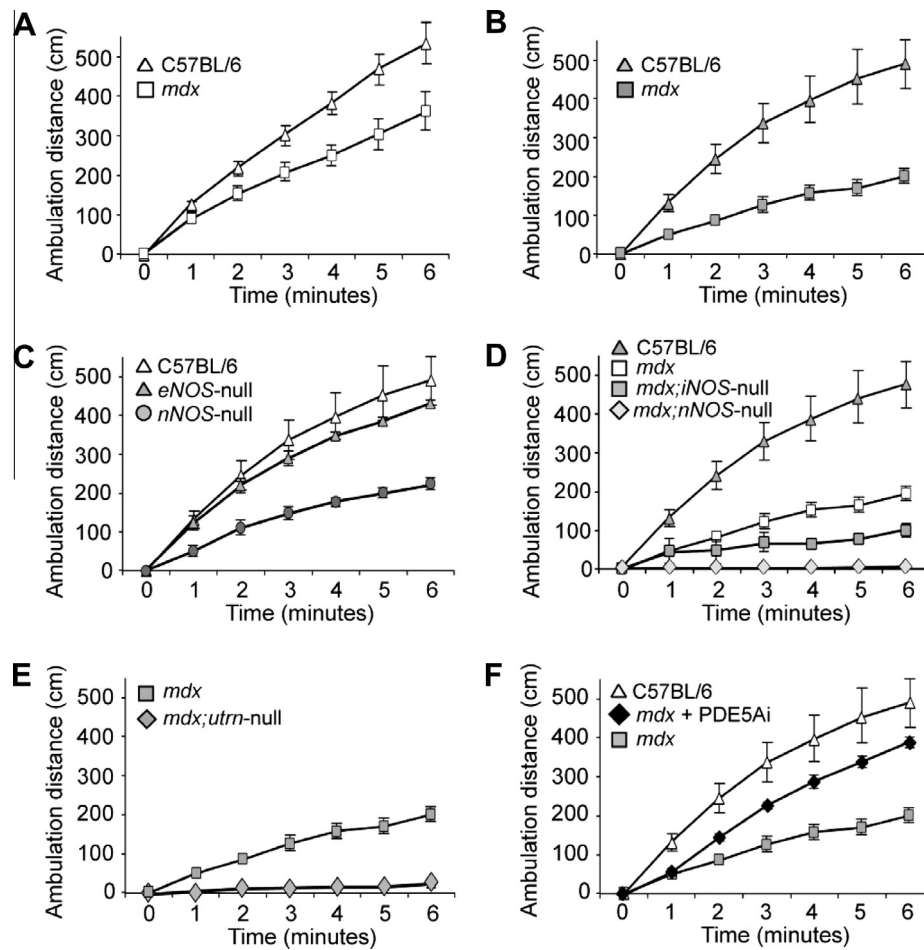 A
Ambulation distance (cm)
500
400
300
200
100
0
C57BL/6
mdx
0 1 2 3 4 5 6
Time (minutes)
B
Ambulation distance (cm)
500
400
300
200
100
0
C57BL/6
mdx
0 1 2 3 4 5 6
Time (minutes)
C
Ambulation distance (cm)
500
400
300
200
100
0
C57BL/6
eNOS-null
nNOS-null
0 1 2 3 4 5 6
Time (minutes)
D
Ambulation distance (cm)
500
400
300
200
100
0
C57BL/6
mdx
mdx;iNOS-null
mdx;nNOS-null
0 1 2 3 4 5 6
Time (minutes)
E
Ambulation distance (cm)
500
400
300
200
100
0
mdx
mdx;utrn-null
0 1 2 3 4 5 6
Time (minutes)
F
Ambulation distance (cm)
500
400
300
200
100
0
C57BL/6
mdx + PDE5Ai
mdx
0 1 2 3 4 5 6
Time (minutes)